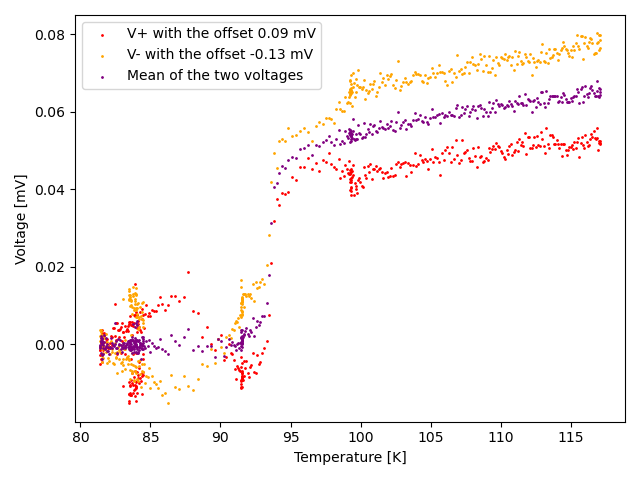 V+ with the offset 0.09 mV
V- with the offset -0.13 mV
Mean of the two voltages
0.08
0.06
0.04
0.02
0.00
Voltage [mV]
80 85 90 95 100 105 110 115
Temperature [K]